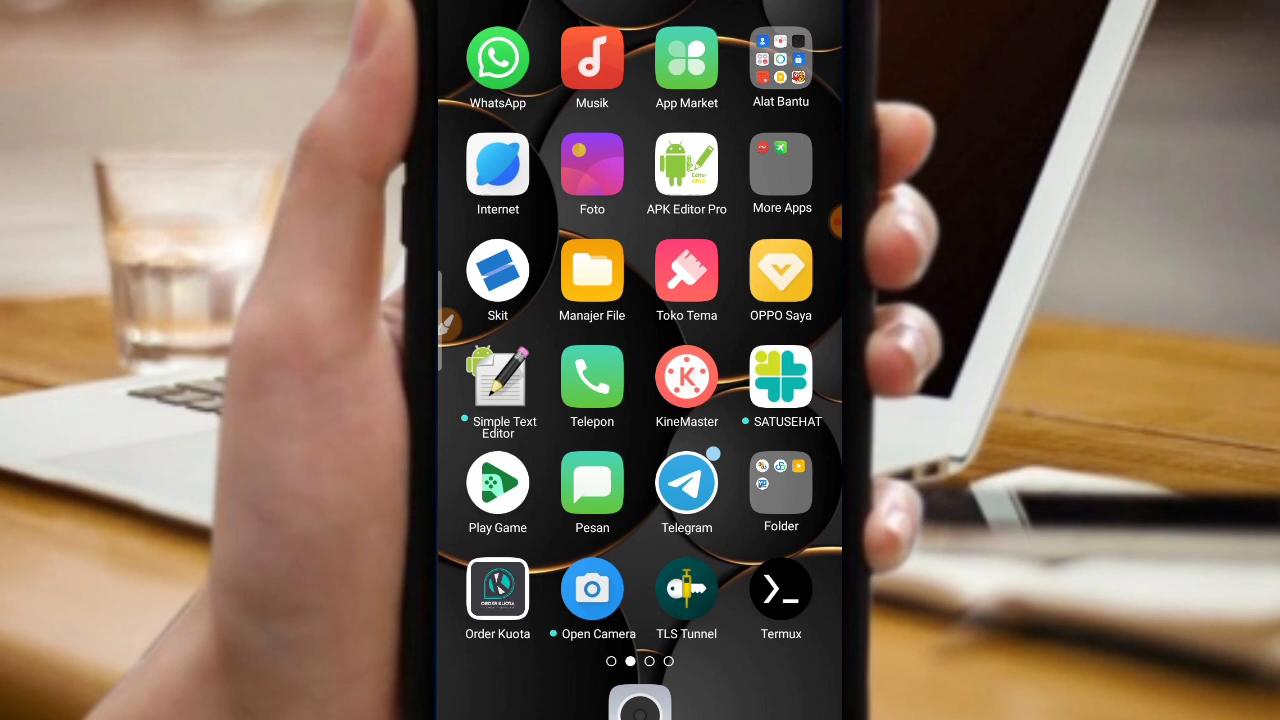 WhatsApp
Musik
App Market
Alat Bantu
Internet
Foto
APK Editor Pro
More Apps
Skit
Manajer File
Toko Tema
OPPO Saya
Simple Text
Editor
Telepon
KineMaster
SATUSEHAT
Play Game
Pesan
Telegram
Folder
ORDER KUOTA
Order Kuota
Open Camera
TLS Tunnel
Termux